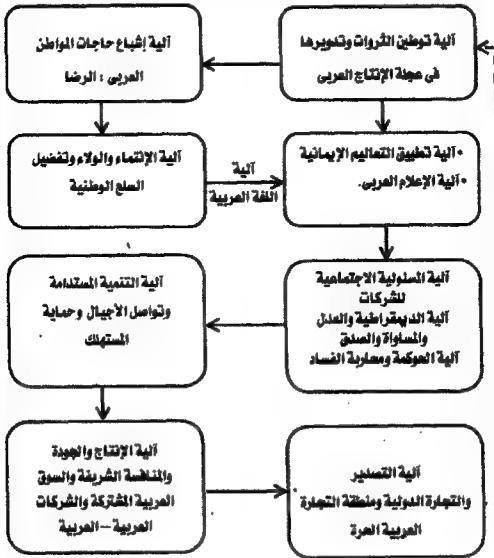 آلية توطين الثروات وتدويرها
فى عجلة الإنتاج العربى
آلية إشباع حاجات المواطن
العربى : الرضا
•آلية تطبيق التعاليم الإيمانية
•آلية الإعلام العربى.
آلية الإنتماء والولاء وتفضيل
السلع الوطنية
آلية
اللغة العربية
آلية المسئولية الاجتماعية
للشركات
آلية الديمقراطية والعدل
والمساواة والصدق
آلية الحوكمة ومحاربة الفساد
آلية التنمية المستدامة
وتواصل الأجيال وحماية
المستهلك
آلية الإنتاج والجودة
والمنافسة الشريفة والسوق
العربية المشتركة والشركات
العربية –العربية
آلية التصدير
والتجارة الدولية ومنطقة التجارة
العربية الحرة